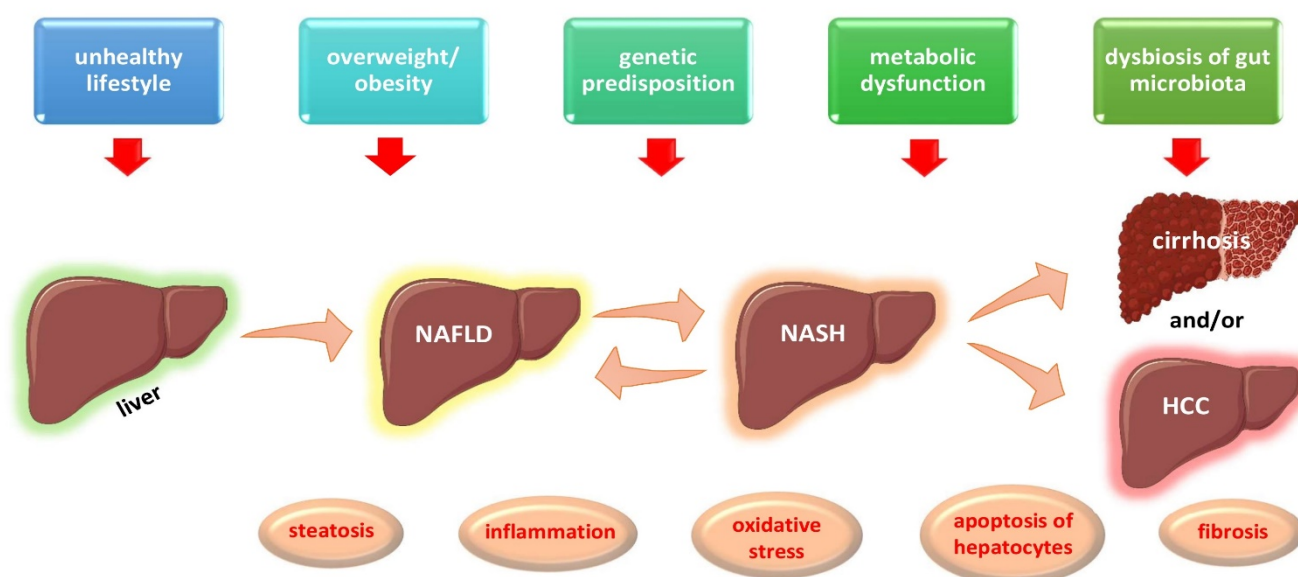 unhealthy
lifestyle
overweight/
obesity
genetic
predisposition
metabolic
dysfunction
dysbiosis of gut
microbiota
liver
NAFLD
NASH
cirrhosis
and/or
HCC
steatosis
inflammation
oxidative
stress
apoptosis of
hepatocytes
fibrosis